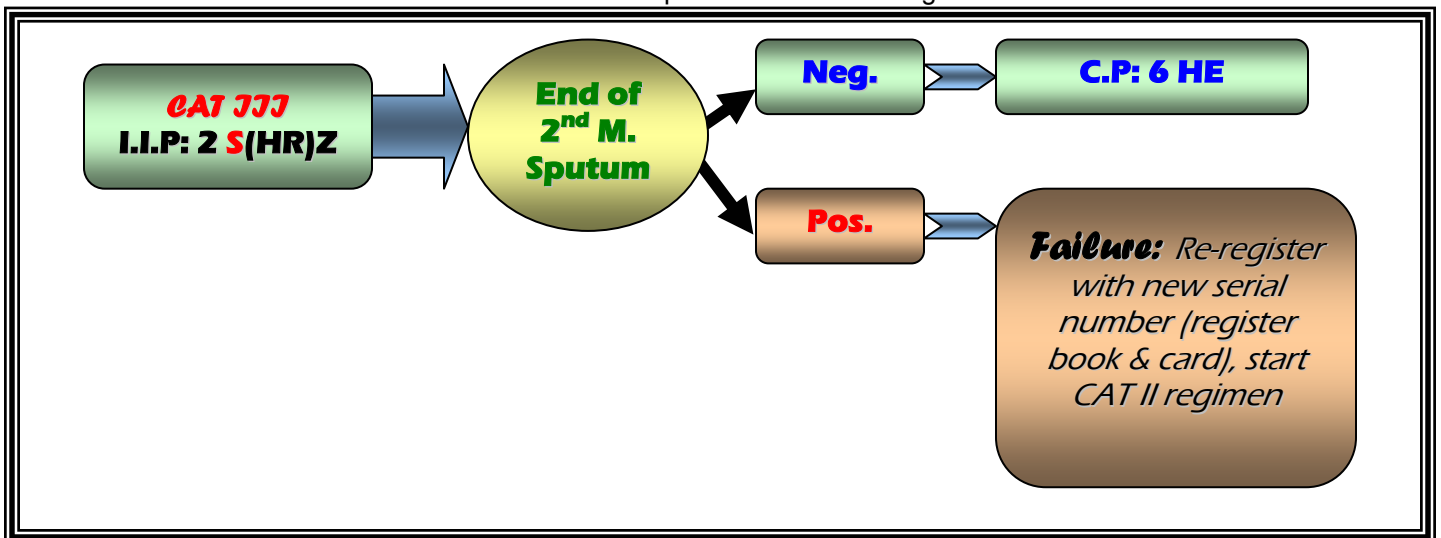 CAT III
I.I.P: 2 S(HR)Z
End of
2nd M.
Sputum
Neg.
C.P: 6 HE
Pos.
Failure: Re-register
with new serial
number (register
book & card), start
CAT II regimen